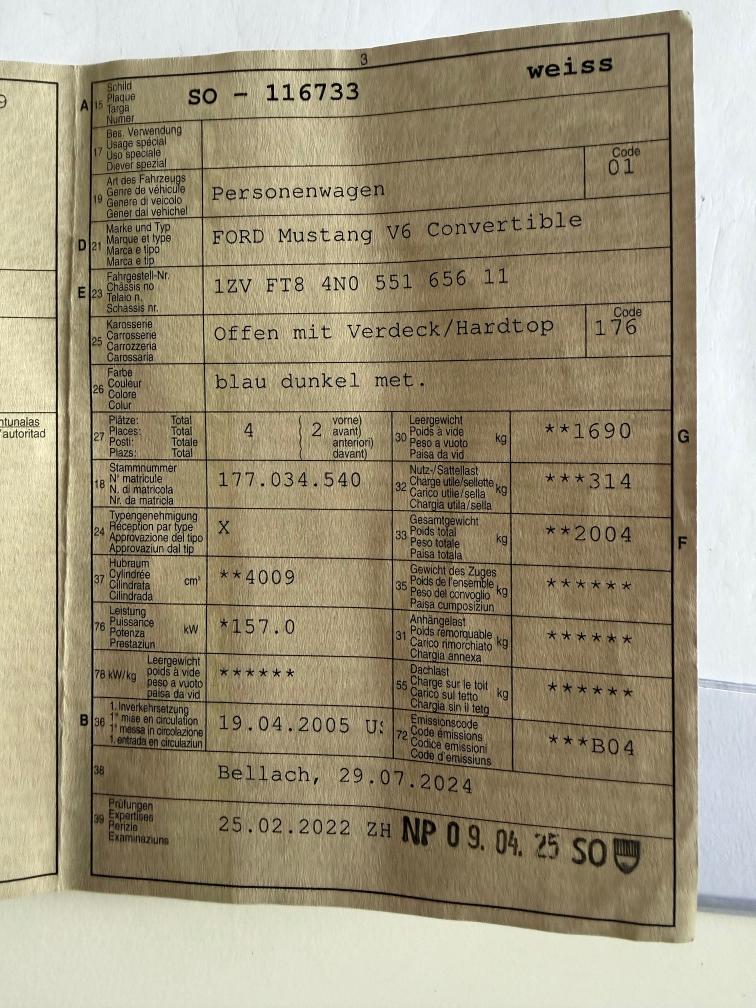 9
ntunalas
'autoritad
3
A 15 Schild
Plaque
Targa
Numer
SO - 116733
weiss
17 Bes. Verwendung
Usage spécial
Uso speciale
Diever spezial
19 Art des Fahrzeugs
Genre de véhicule
Genere di veicolo
Gener dal vehichel
Personenwagen
Code
01
D 21 Marke und Typ
Marque et type
Marca e tipo
Marca e tip
FORD Mustang V6 Convertible
E 23 Fahrgestell-Nr.
Châssis no
Telaio n.
Schassis nr.
1ZV FT8 4N0 551 656 11
25 Karosserie
Carrosserie
Carrozzeria
Carossaria
Offen mit Verdeck/Hardtop
Code
176
26 Farbe
Couleur
Colore
Colur
blau dunkel met.
27 Plätze: Total
Places: Total
Posti: Totale
Plazs: Total
4 ( 2 vorne)
avant)
anteriori)
davant)
30 Leergewicht
Poids à vide
Peso a vuoto
Paisa da vid
kg
**1690
G
18 Stammnummer
N° matricule
N. di matricola
Nr. da matricla
177.034.540
32 Nutz-/Sattellast
Charge utile/sellette
Carico utile/sella
Chargia utila/sella
kg
***314
24 Typengenehmigung
Réception par type
Approvazione del tipo
Approvaziun dal tip
X
33 Gesamtgewicht
Poids total
Peso totale
Paisa totala
kg
**2004
F
37 Hubraum
Cylindrée
Cilindrata
Cilindrada
cm³
**4009
35 Gewicht des Zuges
Poids de l'ensemble
Peso del convoglio
Paisa cumposiziun
kg
******
76 Leistung
Puissance
Potenza
Prestaziun
kW
*157.0
31 Anhängelast
Poids remorquable
Carico rimorchiato
Chargia annexa
kg
******
78 kW/kg Leergewicht
poids à vide
peso a vuoto
paisa da vid
******
55 Dachlast
Charge sur le toit
Carico sul tetto
Chargia sin il tetg
kg
******
B 36 1. Inverkehrsetzung
1re mise en circulation
1a messa in circolazione
1. entrada en circulaziun
19.04.2005 US
72 Emissionscode
Code émissions
Codice emissioni
Code d'emissiuns
***B04
38
Bellach, 29.07.2024
39 Prüfungen
Expertises
Perizie
Examinaziuns
25.02.2022 ZH NP 09. 04. 25 SO